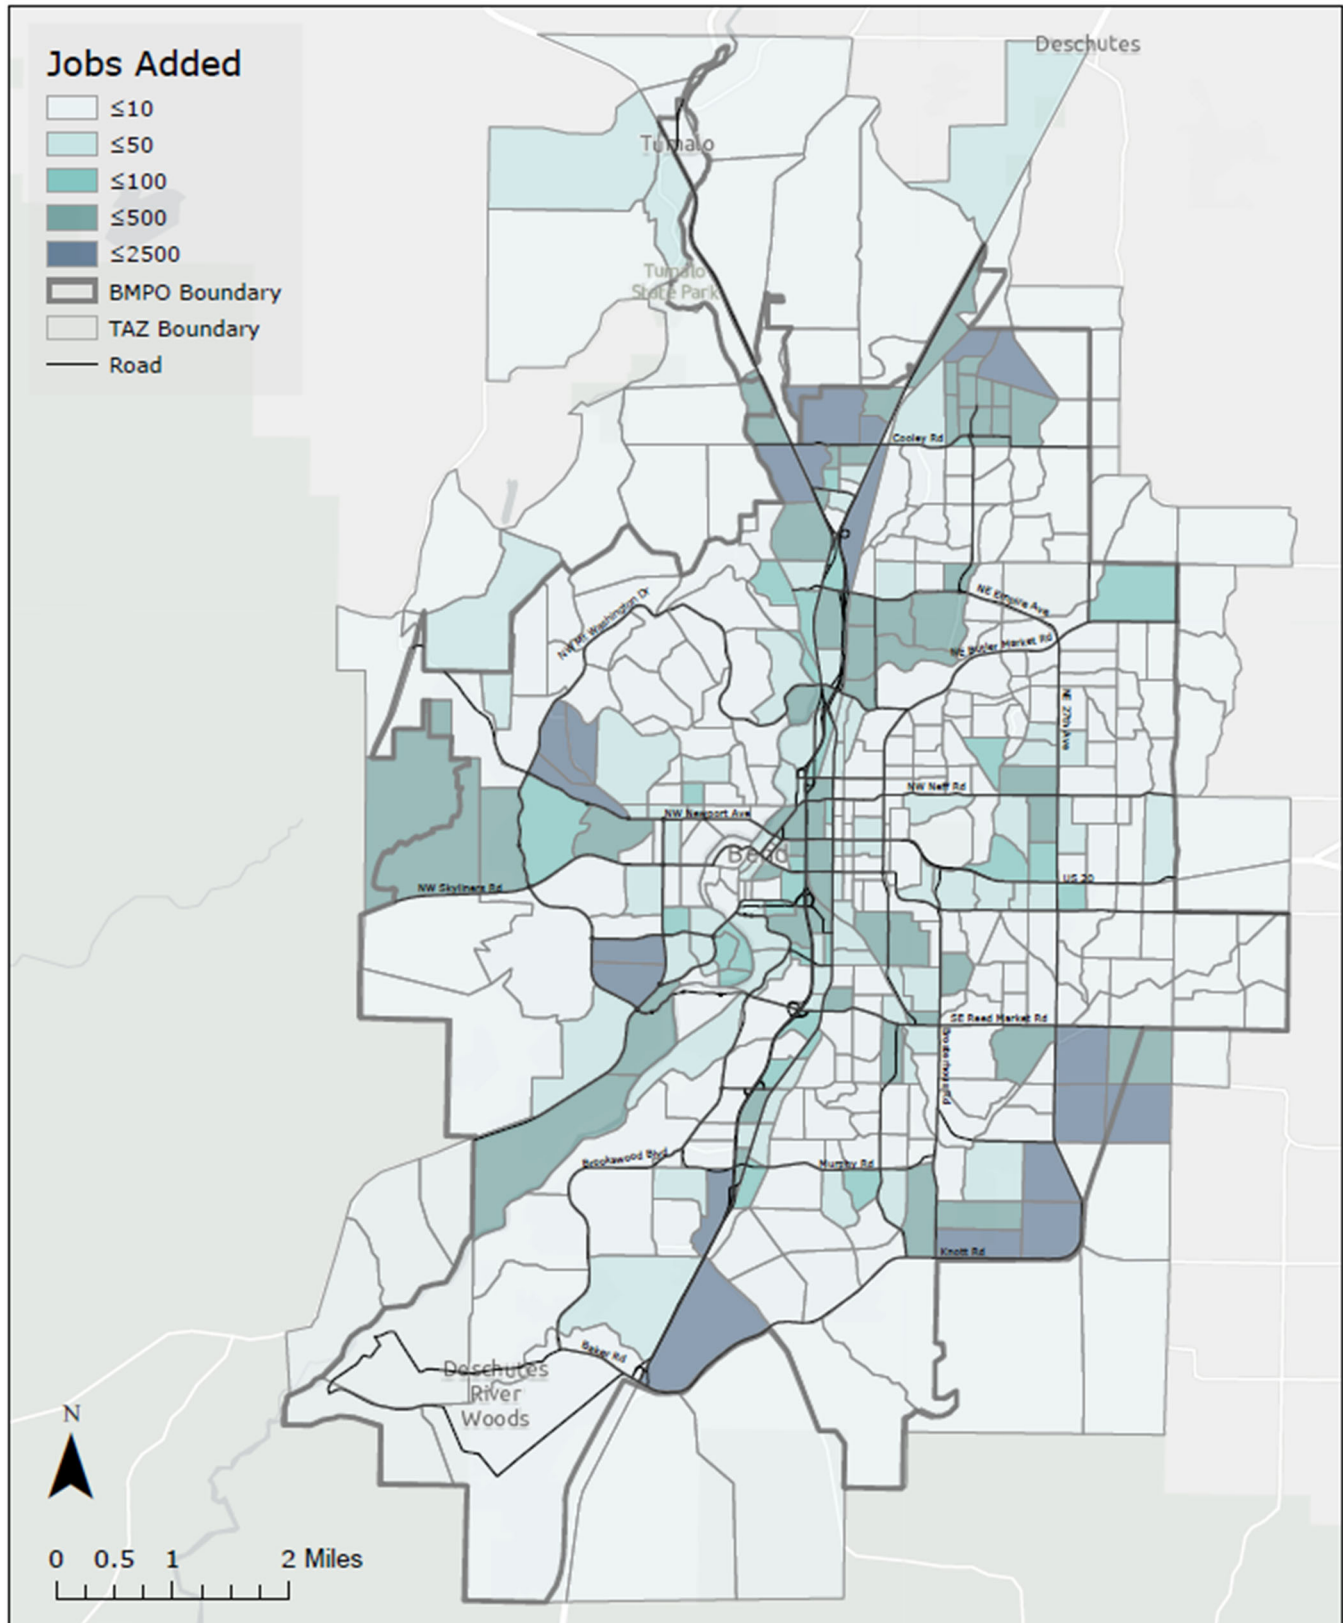 Jobs Added
≤10
≤50
≤100
≤500
≤2500
BMPO Boundary
TAZ Boundary
Road
Deschutes
Tumalo
Tumalo
State Park
Cooley Rd
NW Mt Washington Dr
NE Empire Ave
NE Butler Market Rd
NE 27th Ave
NW Neff Rd
NW Newport Ave
Bend
US 20
NW Skyliners Rd
SE Reed Market Rd
Brosterhous Rd
Brookswood Blvd
Murphy Rd
Knott Rd
Baker Rd
Deschutes
River
Woods
N
0 0.5 1 2 Miles